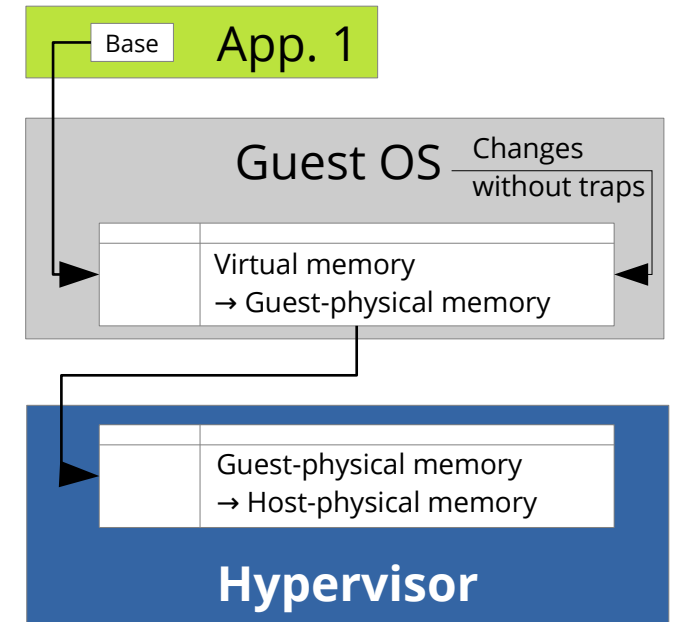 Base
App. 1
Guest OS
Changes
without traps
Virtual memory
→ Guest-physical memory
Guest-physical memory
→ Host-physical memory
Hypervisor